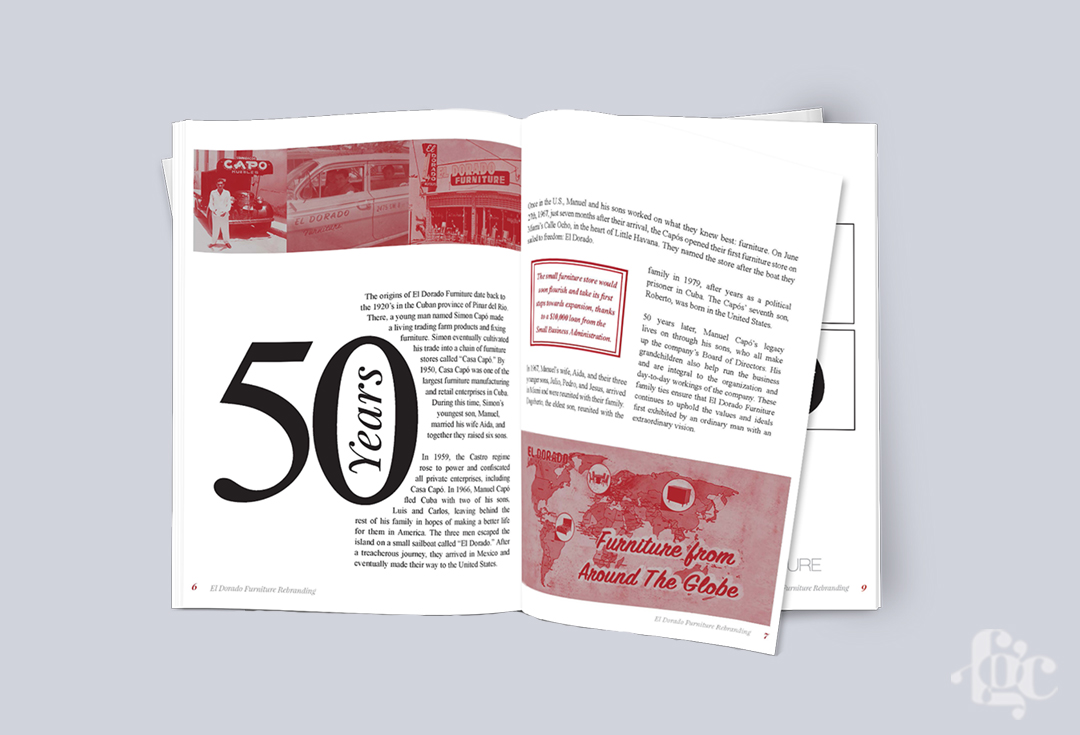 CAPO
MUEBLES
EL DORADO
EL DORADO
FURNITURE
The origins of El Dorado Furniture date back to
the 1920's in the Cuban province of Pinar del Rio.
There, a young man named Simon Capó made
a living trading farm products and fixing
furniture. Simon eventually cultivated
his trade into a chain of furniture
stores called "Casa Capó." By
1950, Casa Capó was one of the
largest furniture manufacturing
and retail enterprises in Cuba.
During this time, Simon's
youngest son, Manuel,
married his wife Aida, and
together they raised six sons.
50
Years
In 1959, the Castro regime
rose to power and confiscated
all private enterprises, including
Casa Capó. In 1966, Manuel Capó
fled Cuba with two of his sons,
Luis and Carlos, leaving behind the
rest of his family in hopes of making a better life
for them in America. The three men escaped the
island on a small sailboat called "El Dorado." After
a treacherous journey, they arrived in Mexico and
eventually made their way to the United States.
6 El Dorado Furniture Rebranding
Once in the U.S., Manuel and his sons worked on what they knew best: furniture. On June
27th, 1967, just seven months after their arrival, the Capós opened their first furniture store on
Miami's Calle Ocho, in the heart of Little Havana. They named the store after the boat they
sailed to freedom: El Dorado.
The small furniture store would
soon flourish and take its first
steps towards expansion, thanks
to a $10,000 loan from the
Small Business Administration.
In 1967, Manuel's wife, Aida, and their three
younger sons, Julio, Pedro, and Jesus, arrived
in Miami and were reunited with their family.
Dagoberto, the eldest son, reunited with the
family in 1979, after years as a political
prisoner in Cuba. The Capós' seventh son,
Roberto, was born in the United States.
50 years later, Manuel Capó's legacy
lives on through his sons, who all make
up the company's Board of Directors. His
grandchildren also help run the business
and are integral to the organization and
day-to-day workings of the company. These
family ties ensure that El Dorado Furniture
continues to uphold the values and ideals
first exhibited by an ordinary man with an
extraordinary vision.
EL DORADO
Furniture from
Around The Globe
El Dorado Furniture Rebranding 7
URE
Furniture Rebranding 9
fgc